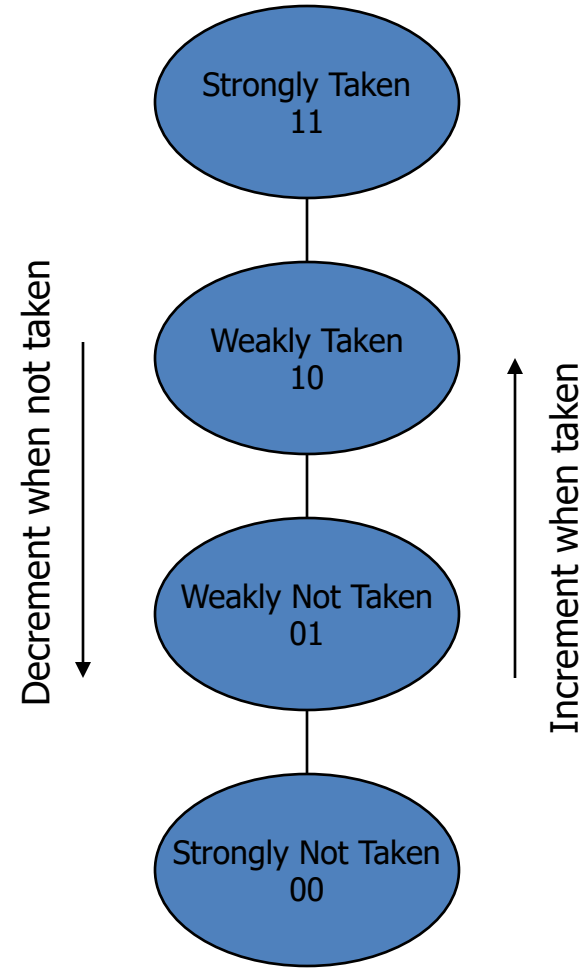 Strongly Taken
11
Weakly Taken
10
Weakly Not Taken
01
Strongly Not Taken
00
Decrement when not taken
Increment when taken